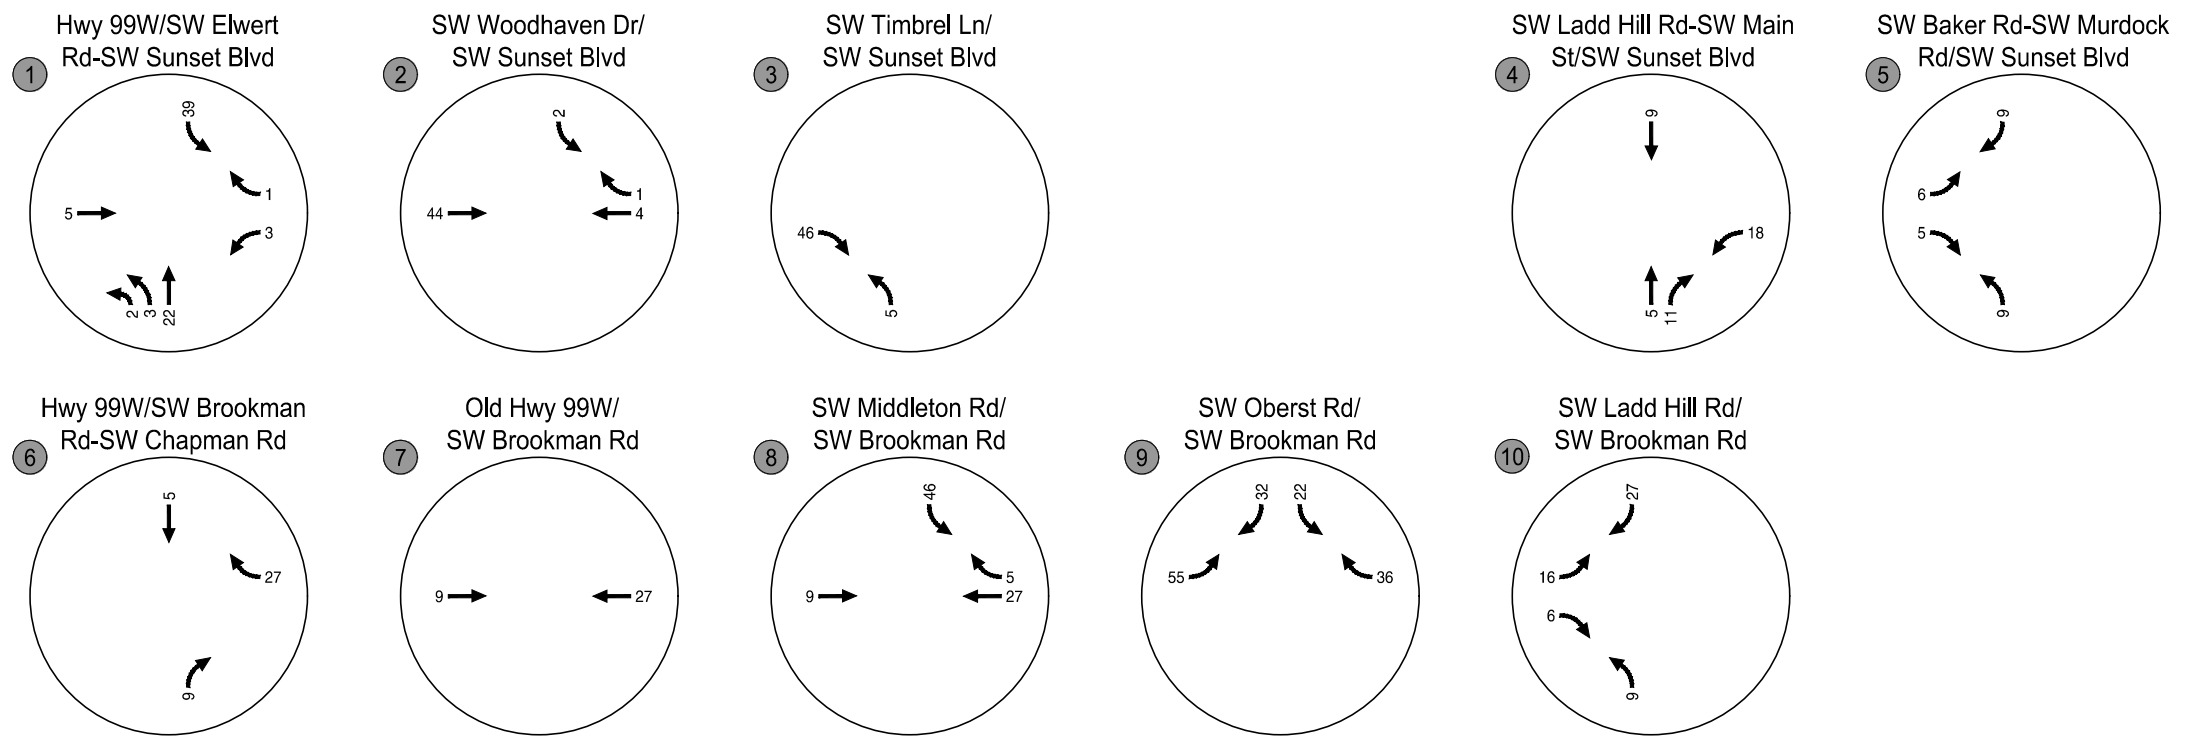 Hwy 99W/SW Elwert
Rd-SW Sunset Blvd
1
39
1
5
3
2
3
22
SW Woodhaven Dr/
SW Sunset Blvd
2
2
1
44
4
SW Timbrel Ln/
SW Sunset Blvd
3
46
5
SW Ladd Hill Rd-SW Main
St/SW Sunset Blvd
4
9
18
5
11
SW Baker Rd-SW Murdock
Rd/SW Sunset Blvd
5
9
6
5
9
Hwy 99W/SW Brookman
Rd-SW Chapman Rd
6
5
27
9
Old Hwy 99W/
SW Brookman Rd
7
9
27
SW Middleton Rd/
SW Brookman Rd
8
46
5
9
27
SW Oberst Rd/
SW Brookman Rd
9
32
22
55
36
SW Ladd Hill Rd/
SW Brookman Rd
10
27
16
6
9